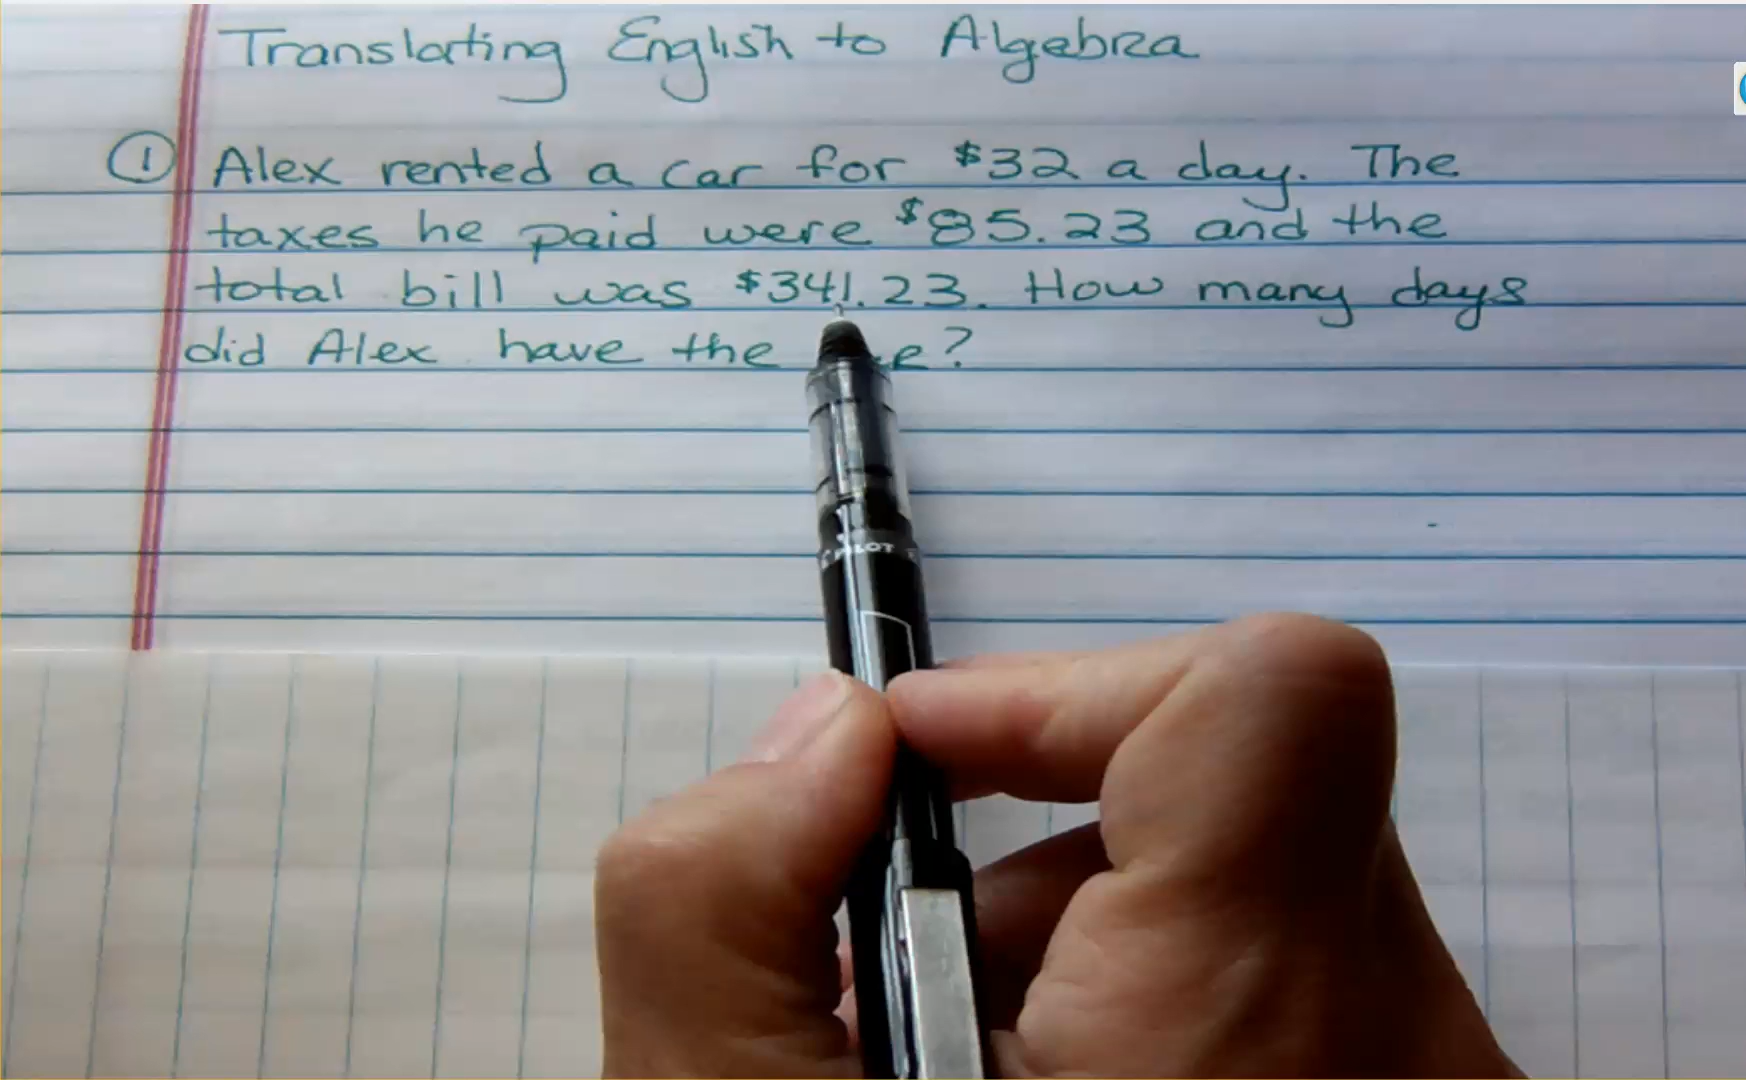 Translating English to Algebra
① Alex rented a car for $32 a day. The
taxes he paid were $85.23 and the
total bill was $341.23. How many days
did Alex have the ?
PILOT